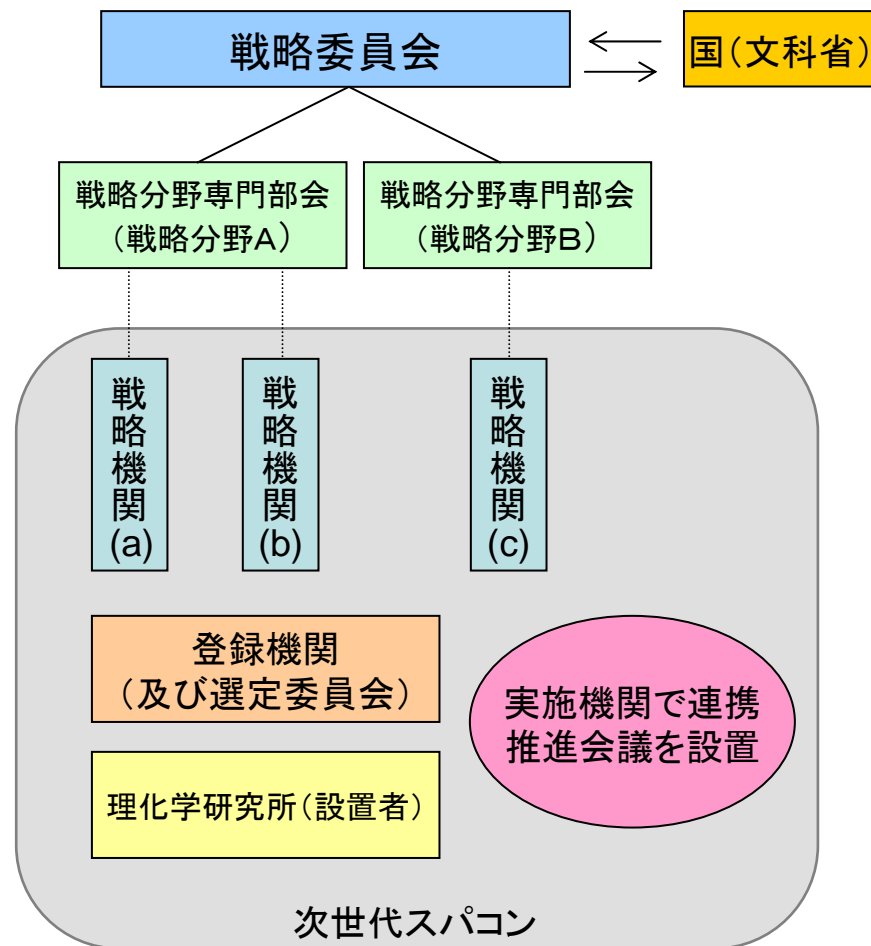 戦略委員会
国(文科省)
戦略分野専門部会
(戦略分野A)
戦略分野専門部会
(戦略分野B)
戦略機関(a)
戦略機関(b)
戦略機関(c)
登録機関
(及び選定委員会)
実施機関で連携
推進会議を設置
理化学研究所(設置者)
次世代スパコン